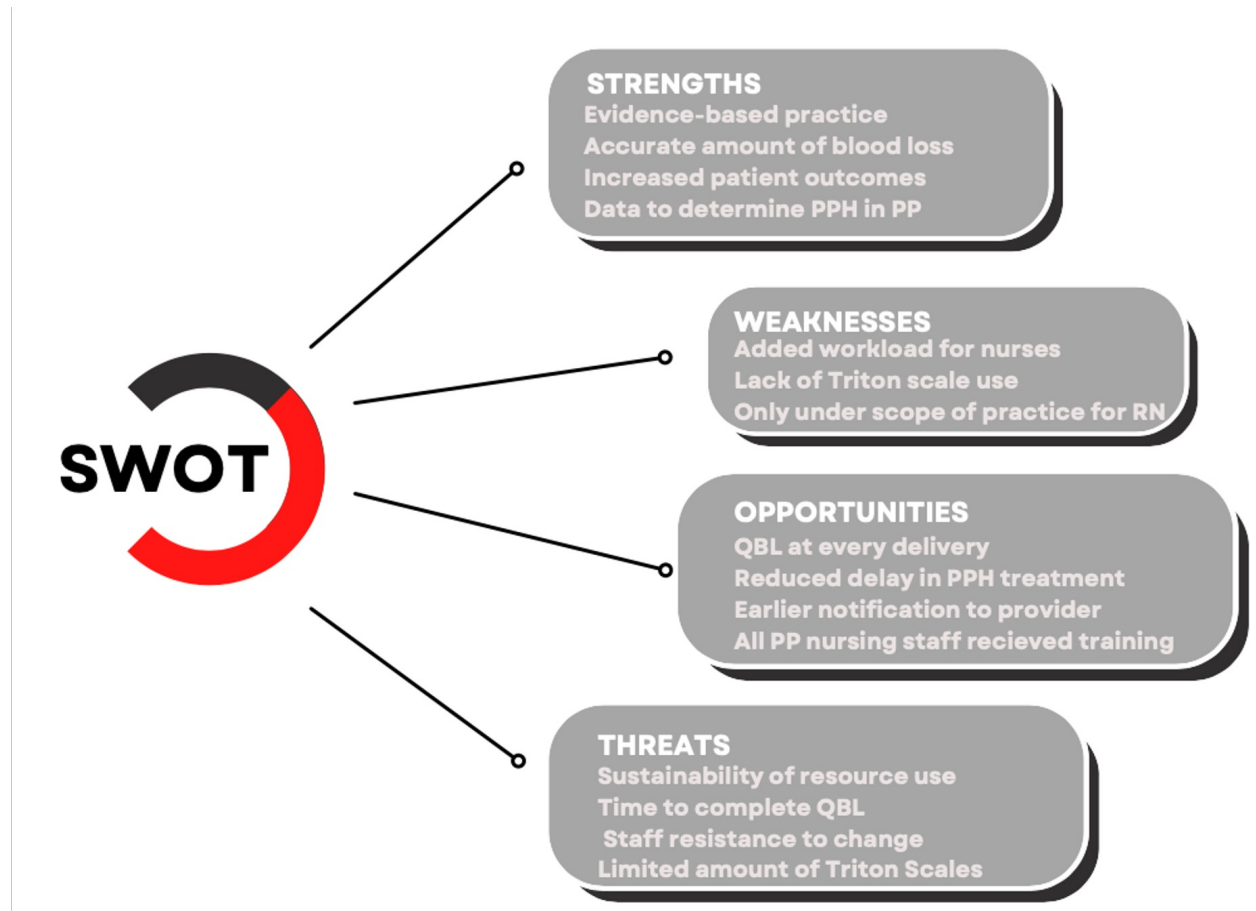 SWOT
STRENGTHS
Evidence-based practice
Accurate amount of blood loss
Increased patient outcomes
Data to determine PPH in PP
WEAKNESSES
Added workload for nurses
Lack of Triton scale use
Only under scope of practice for RN
OPPORTUNITIES
QBL at every delivery
Reduced delay in PPH treatment
Earlier notification to provider
All PP nursing staff recieved training
THREATS
Sustainability of resource use
Time to complete QBL
Staff resistance to change
Limited amount of Triton Scales